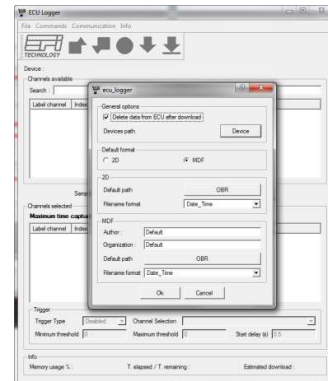 ECU Logger
File Commands Communication Info
TECHNOLOGY
Device :
Channels available
Search :
Label channel Index
ecu_logger
General options
Delete data from ECU after download
Devices path Device
Default format
2D MDF
2D
Default path OBR
Filename format Date_Time
MDF
Author : Default
Organization : Default
Default path OBR
Filename format Date_Time
Ok Cancel
Channels selected
Maximum time
Label channel Index
Trigger
Trigger Type Disabled Channel Selection :
Minimum threshold 0 Maximum threshold 0 Start delay (s) 0.5
Info
Memory usage % : T. elapsed / T. remaining : Estimated download :